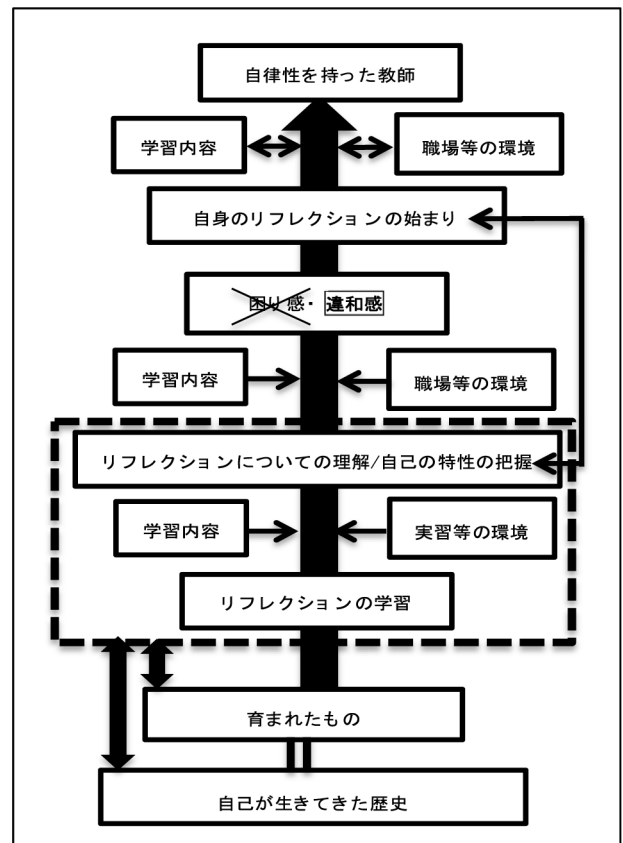 自律性を持った教師
学習内容
職場等の環境
自身のリフレクションの始まり
困り感・違和感
学習内容
職場等の環境
リフレクションについての理解/自己の特性の把握
学習内容
実習等の環境
リフレクションの学習
育まれたもの
自己が生きてきた歴史